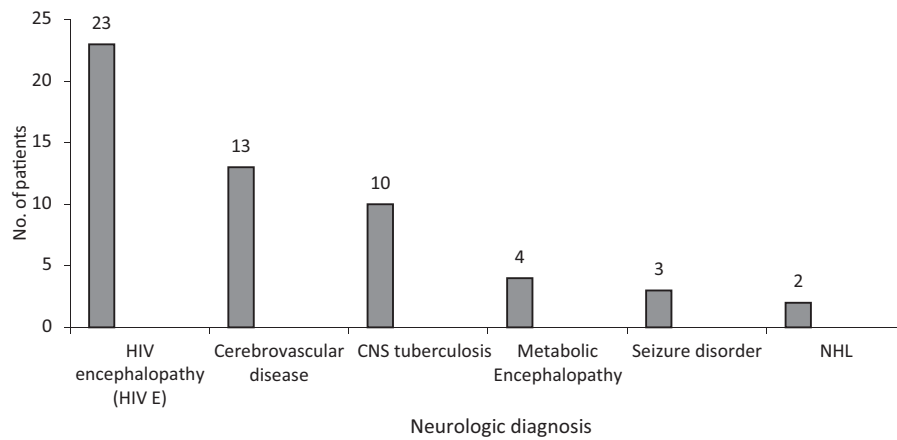 No. of patients
25
20
15
10
5
0
23
13
10
4
3
2
HIV
encephalopathy
(HIV E)
Cerebrovascular
disease
CNS tuberculosis
Metabolic
Encephalopathy
Seizure disorder
NHL
Neurologic diagnosis